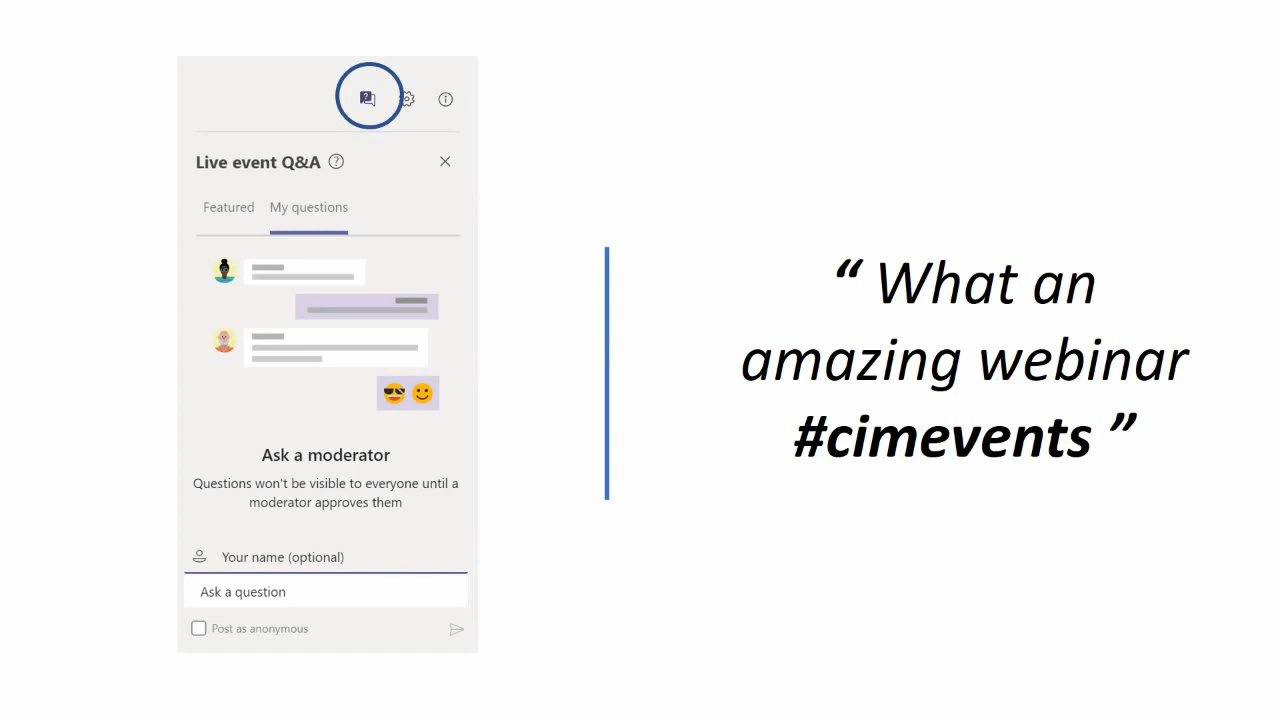 Live event Q&A ?
Featured My questions
Ask a moderator
Questions won't be visible to everyone until a
moderator approves them
Your name (optional)
Ask a question
Post as anonymous
“ What an
amazing webinar
#cimevents ”